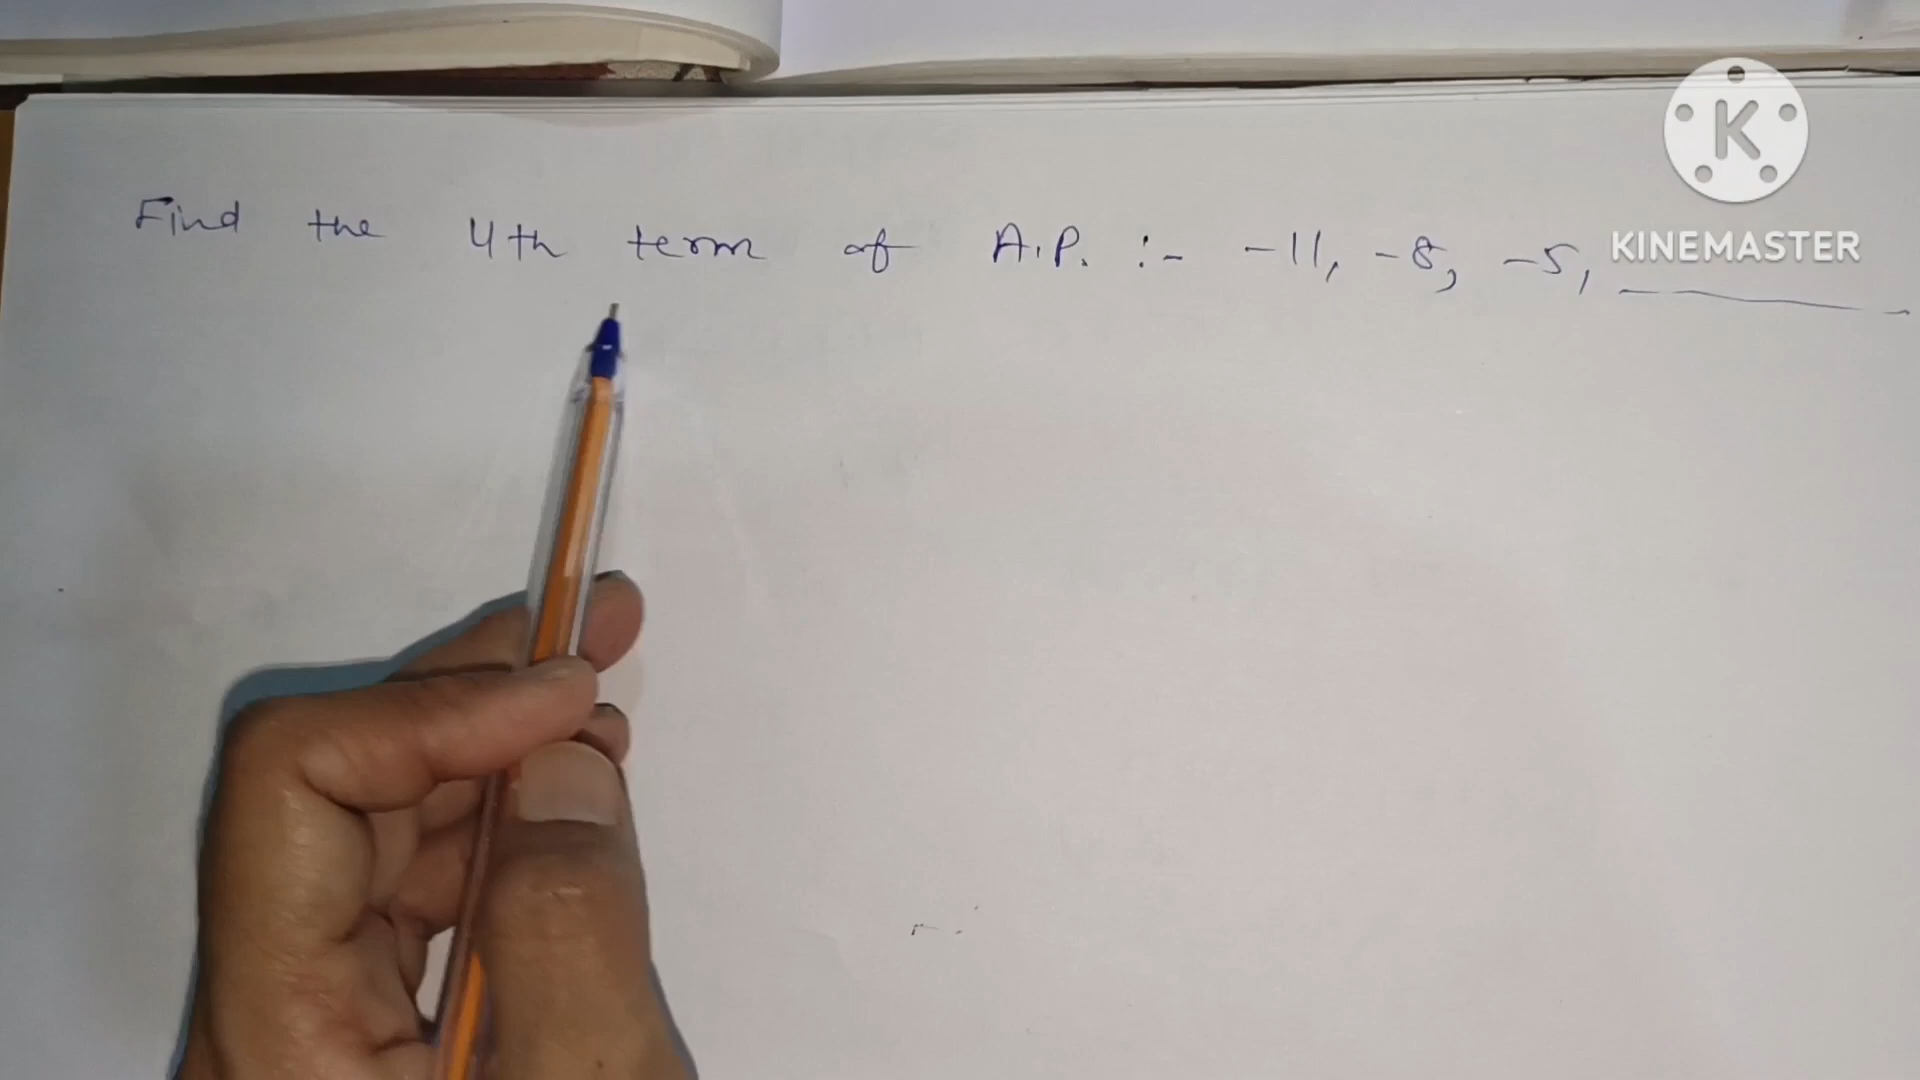 Find the 4th term of A.P. :- -11, -8, -5, ____
K
KINEMASTER